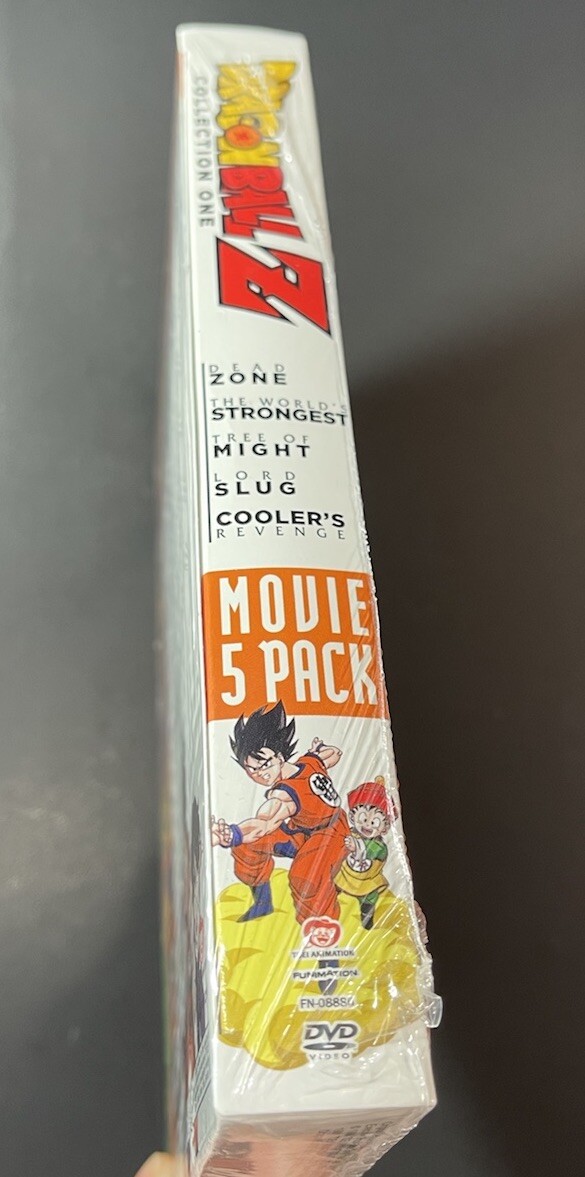 DRAGON BALL Z
COLLECTION ONE
DEAD
ZONE
THE WORLD'S
STRONGEST
TREE OF
MIGHT
LORD
SLUG
COOLER'S
REVENGE
MOVIE
5 PACK
TOEI ANIMATION
FUNIMATION
DVD
VIDEO